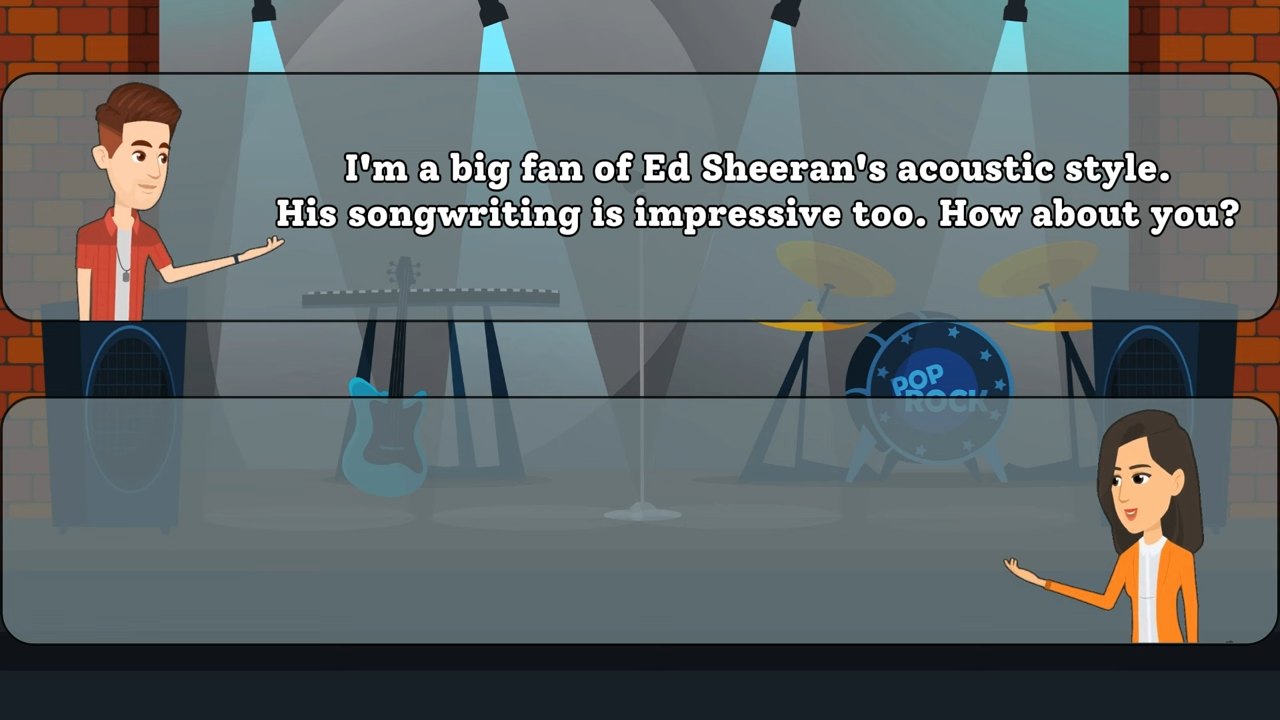 I'm a big fan of Ed Sheeran's acoustic style.
His songwriting is impressive too. How about you?
POP
ROCK